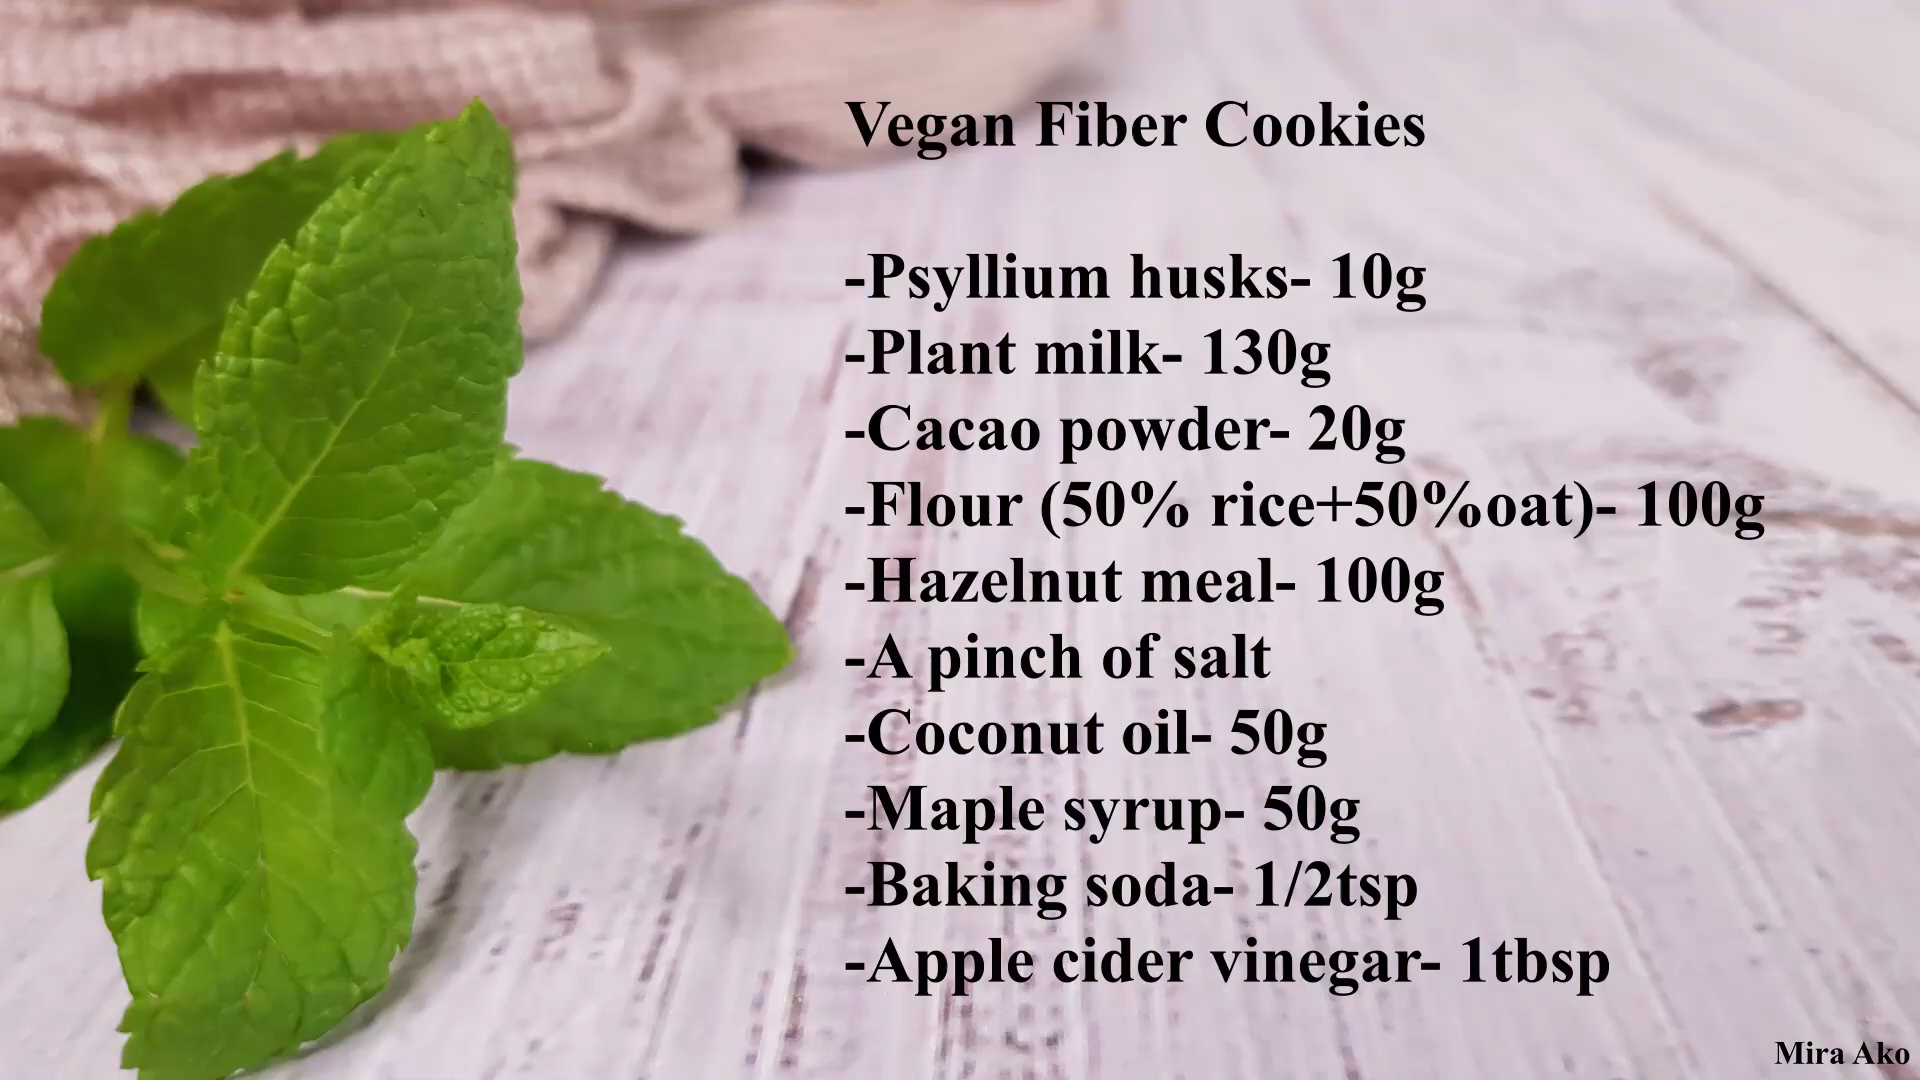 Vegan Fiber Cookies
-Psyllium husks- 10g
-Plant milk- 130g
-Cacao powder- 20g
-Flour (50% rice+50%oat)- 100g
-Hazelnut meal- 100g
-A pinch of salt
-Coconut oil- 50g
-Maple syrup- 50g
-Baking soda- 1/2tsp
-Apple cider vinegar- 1tbsp
Mira Ako